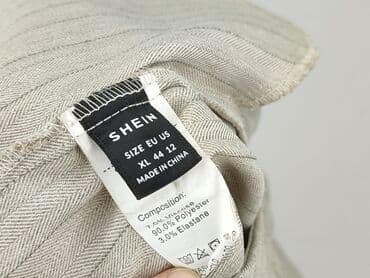 SHEIN
SIZE EU US
XL 44 12
MADE IN CHINA
Composition:
90.0% Polyester
3.0% Elastane